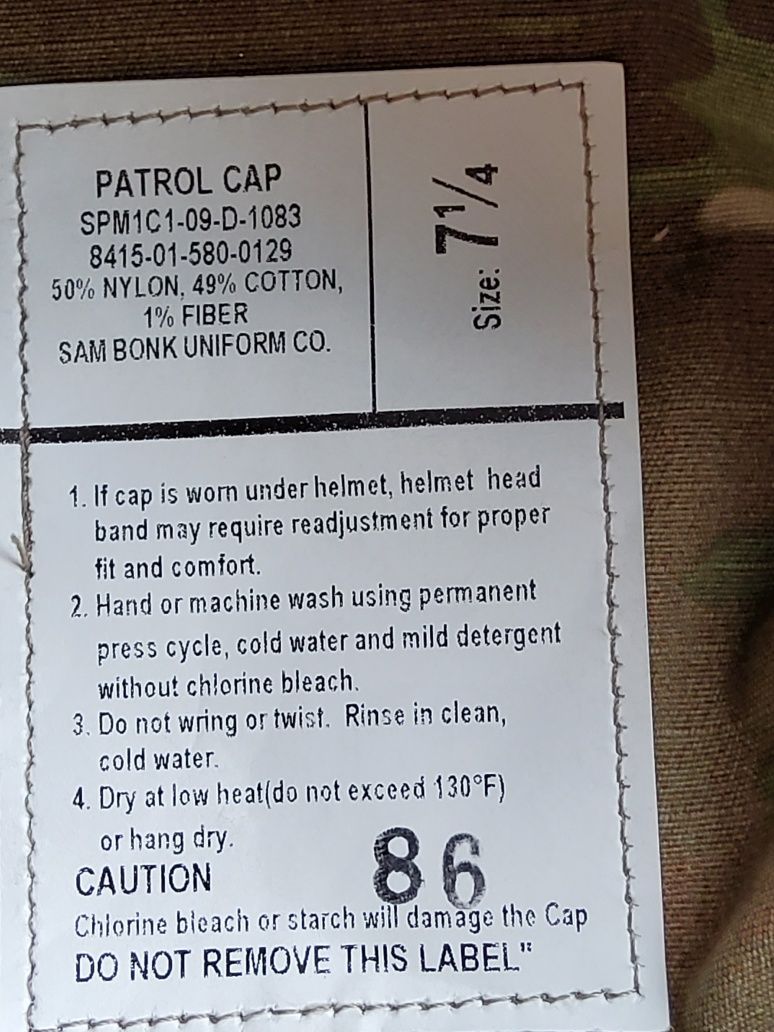 PATROL CAP
SPM1C1-09-D-1083
8415-01-580-0129
50% NYLON, 49% COTTON,
1% FIBER
SAM BONK UNIFORM CO.
Size: 7 1/4
1. If cap is worn under helmet, helmet head
band may require readjustment for proper
fit and comfort.
2. Hand or machine wash using permanent
press cycle, cold water and mild detergent
without chlorine bleach.
3. Do not wring or twist. Rinse in clean,
cold water.
4. Dry at low heat(do not exceed 130°F)
or hang dry.
86
CAUTION
Chlorine bleach or starch will damage the Cap
DO NOT REMOVE THIS LABEL"